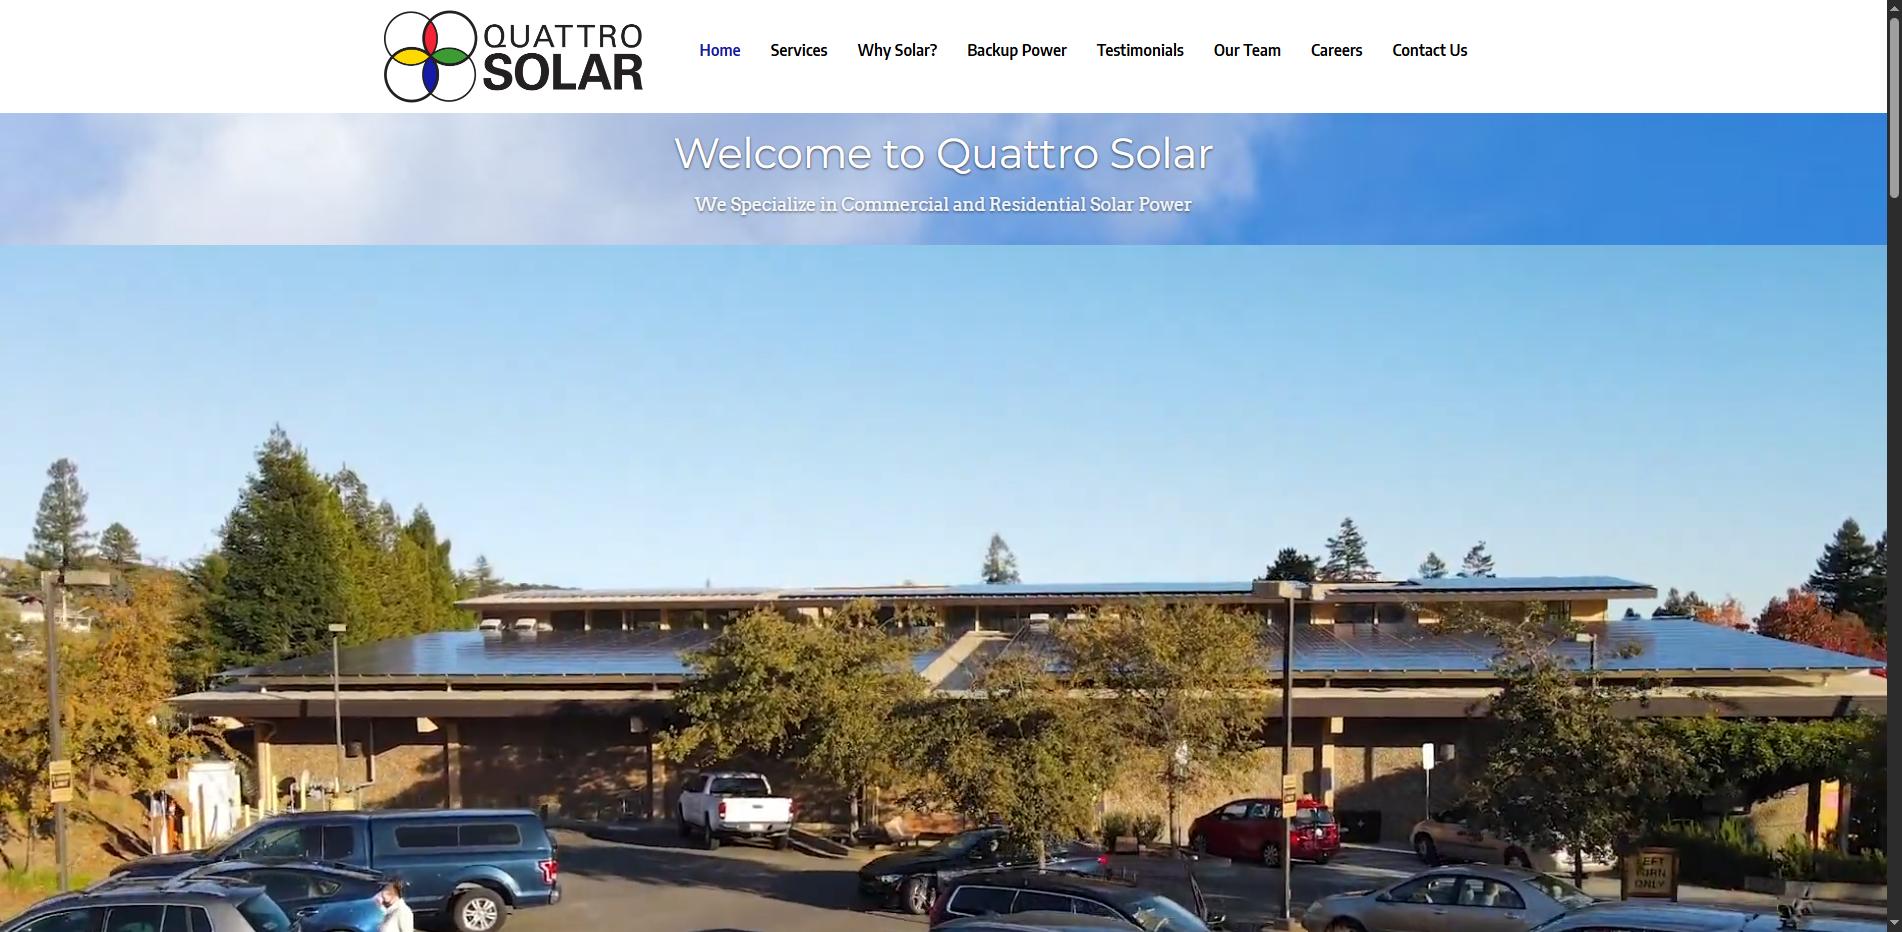 QUATTRO
SOLAR
Home
Services
Why Solar?
Backup Power
Testimonials
Our Team
Careers
Contact Us
Welcome to Quattro Solar
We Specialize in Commercial and Residential Solar Power
LEFT
TURN
ONLY